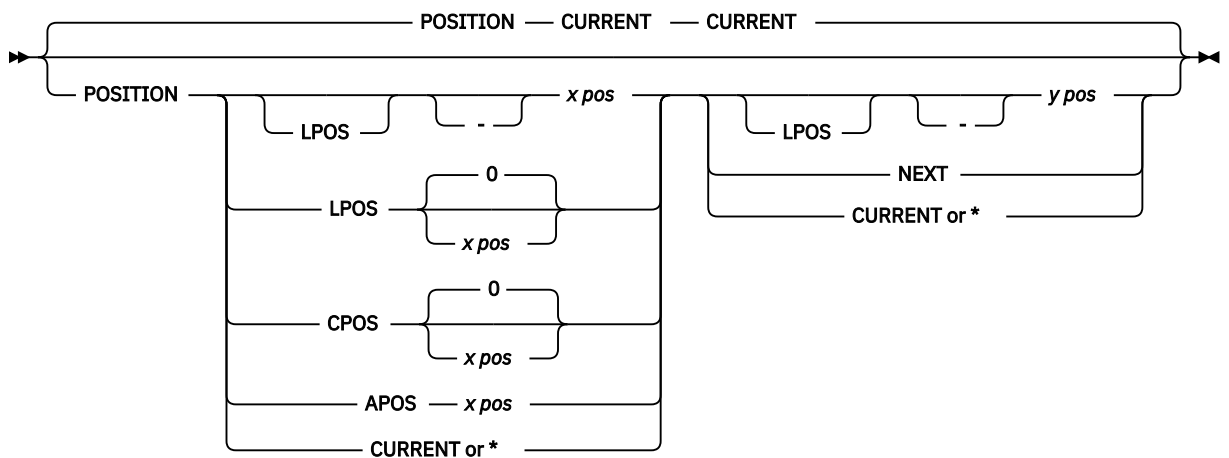 POSITION CURRENT CURRENT
POSITION x pos y pos
LPOS - LPOS -
0 NEXT
LPOS
CURRENT or *
x pos
0
CPOS
x pos
APOS x pos
CURRENT or *